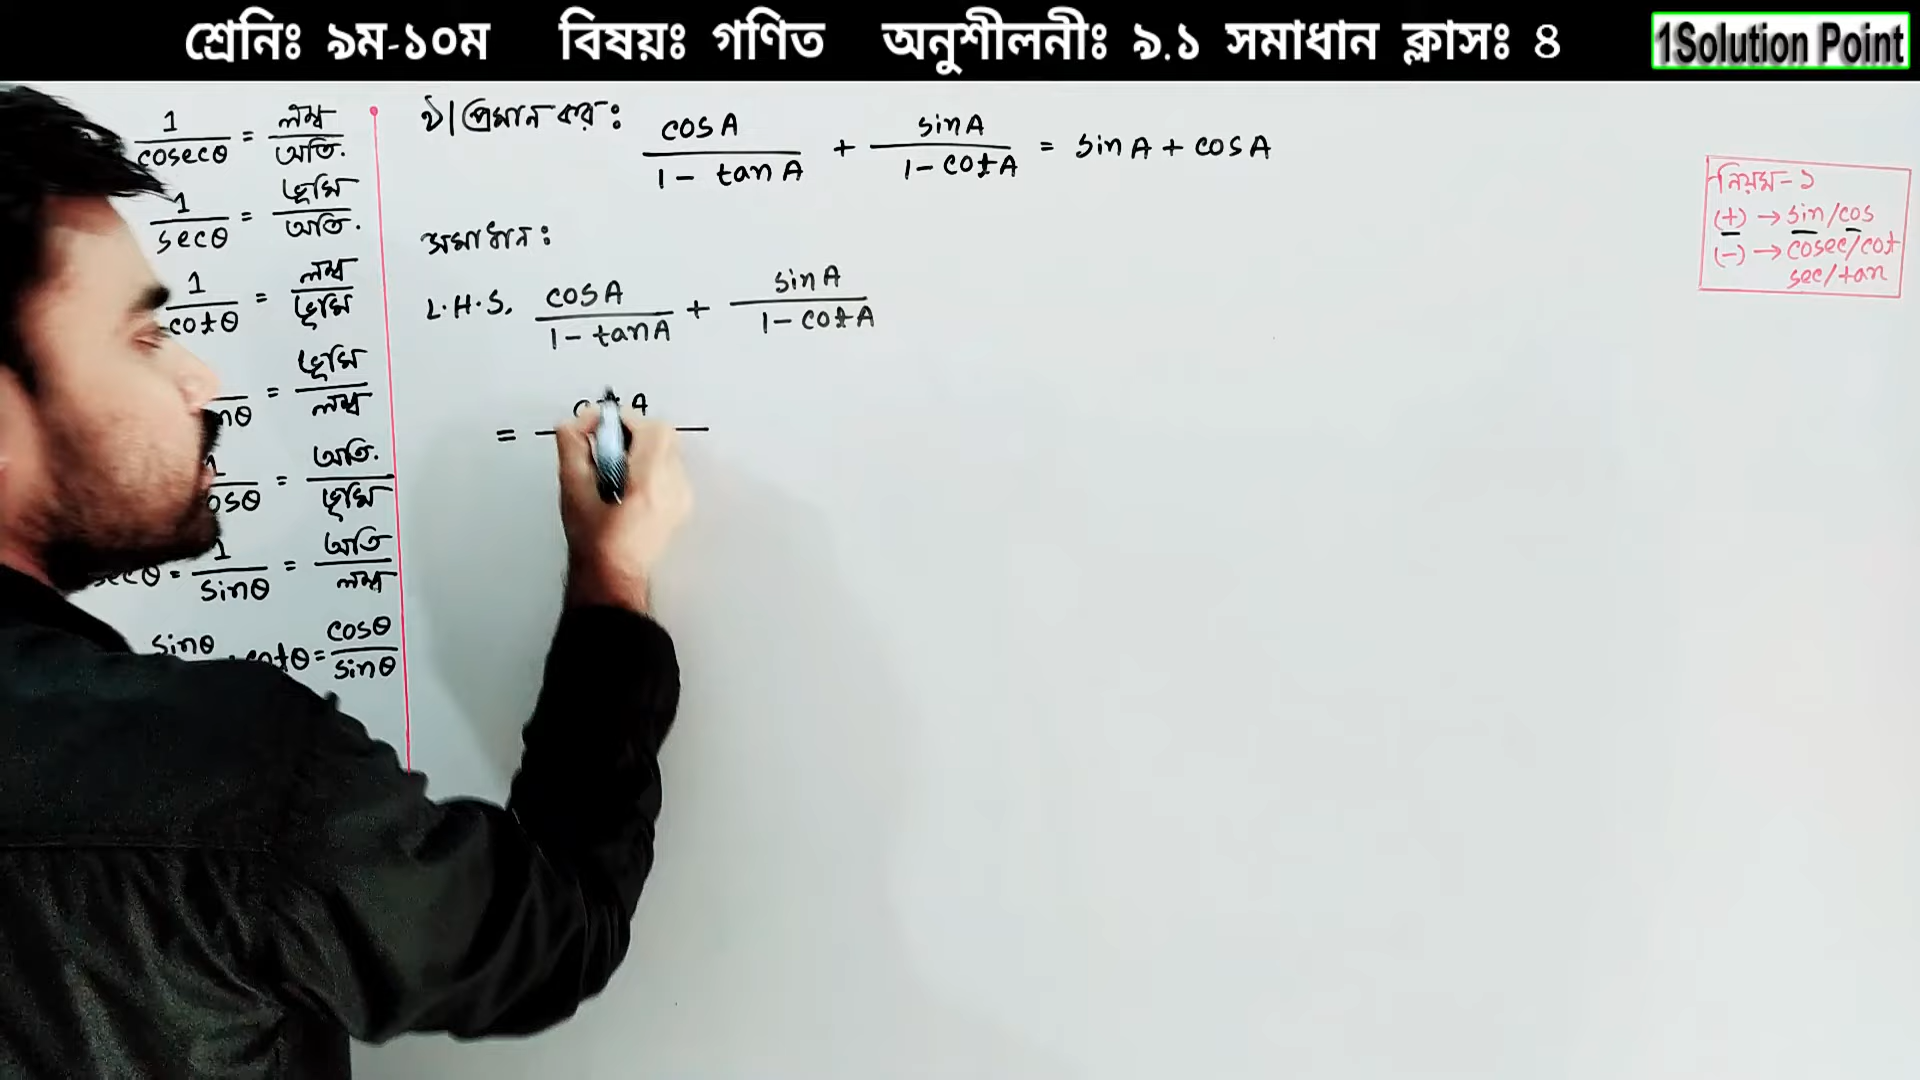 শ্রেনিঃ ৯ম-১০ম বিষয়ঃ গণিত অনুশীলনীঃ ৯.১ সমাধান ক্লাসঃ 8
1Solution Point
1/cosecθ = লম্ব/অতি.
1/secθ = ভূমি/অতি.
1/cotθ = লম্ব/ভূমি
= ভূমি/লম্ব
= অতি./ভূমি
= 1/sinθ = অতি/লম্ব
sinθ
cotθ = cosθ/sinθ
৯| প্রমান কর: cosA/(1 - tanA) + sinA/(1 - cotA) = sinA + cosA
সমাধান:
L.H.S. cosA/(1 - tanA) + sinA/(1 - cotA)
=
নিয়ম-১
(+) → sin/cos
(-) → cosec/cot
sec/tan